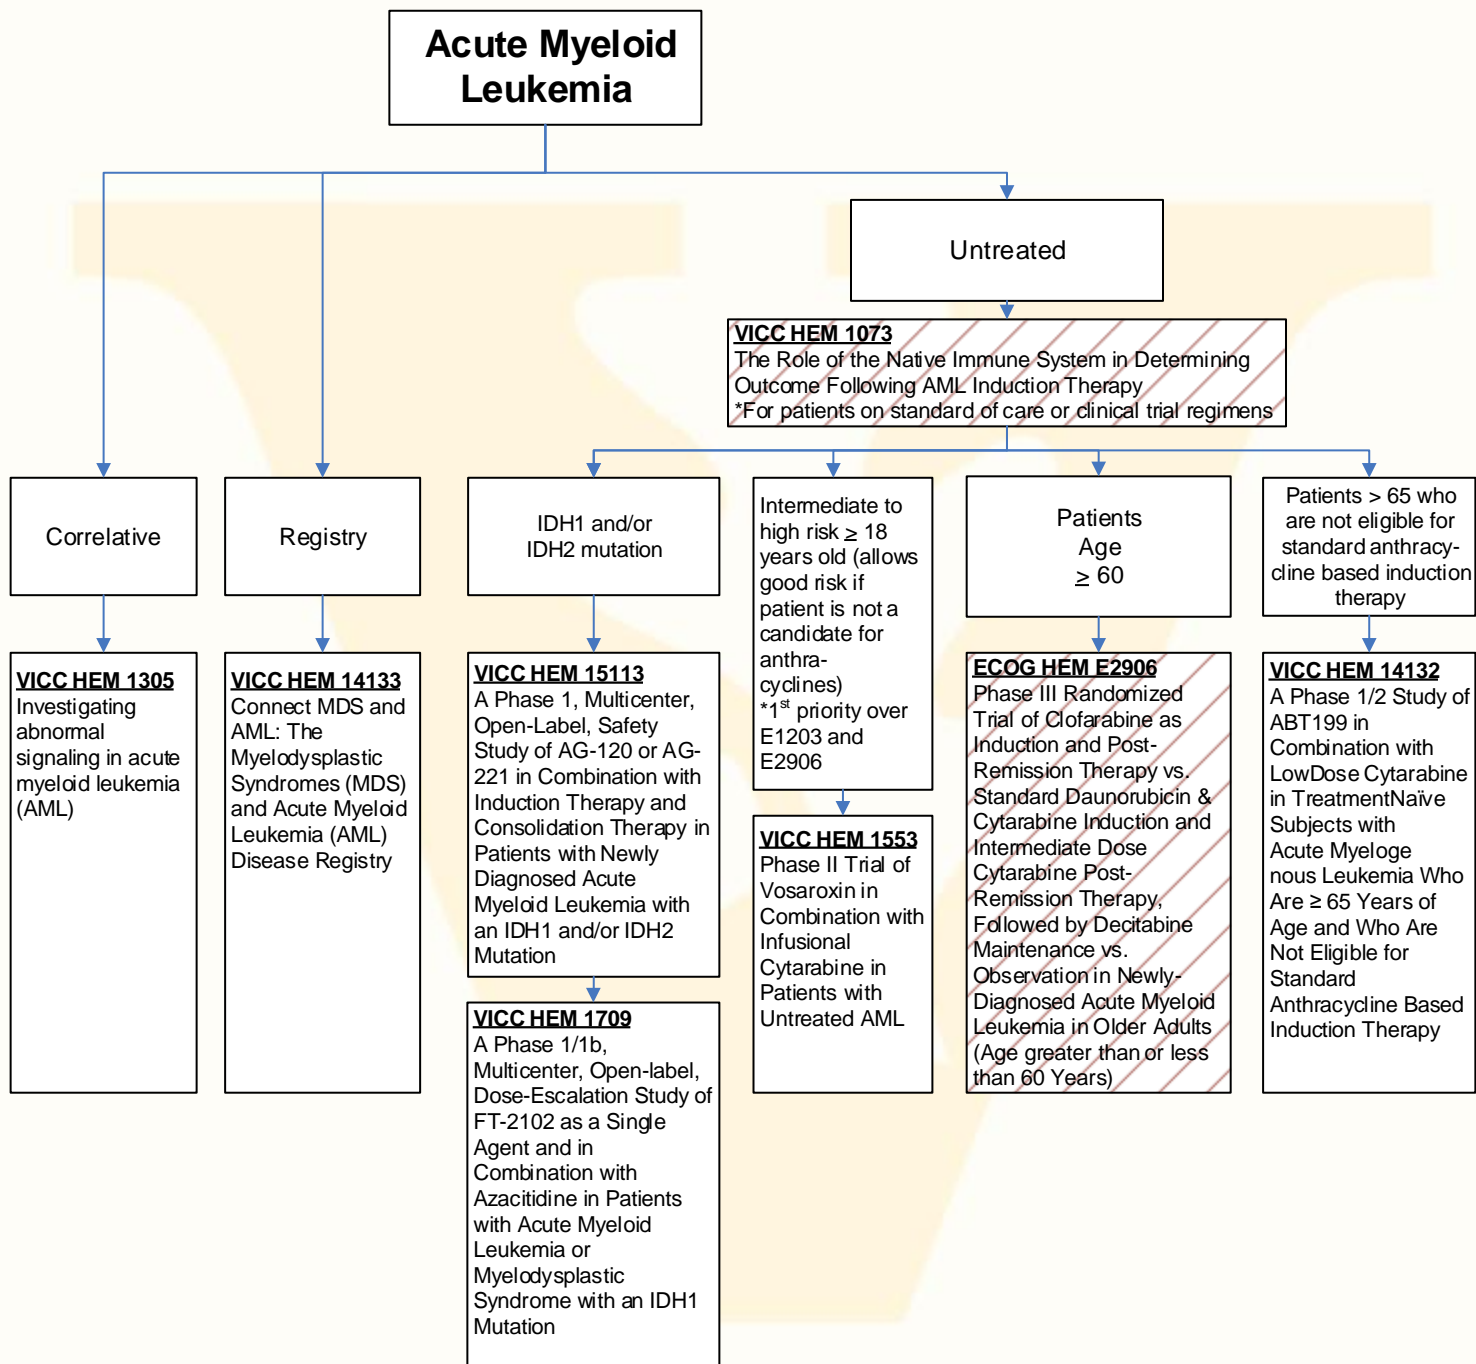 Acute Myeloid
Leukemia
Untreated
VICC HEM 1073
The Role of the Native Immune System in Determining
Outcome Following AML Induction Therapy
*For patients on standard of care or clinical trial regimens
Correlative
Registry
IDH1 and/or
IDH2 mutation
Intermediate to
high risk ≥ 18
years old (allows
good risk if
patient is not a
candidate for
anthra-
cyclines)
*1st priority over
E1203 and
E2906
Patients
Age
≥ 60
Patients > 65 who
are not eligible for
standard anthracy-
cline based induction
therapy
VICC HEM 1305
Investigating
abnormal
signaling in acute
myeloid leukemia
(AML)
VICC HEM 14133
Connect MDS and
AML: The
Myelodysplastic
Syndromes (MDS)
and Acute Myeloid
Leukemia (AML)
Disease Registry
VICC HEM 15113
A Phase 1, Multicenter,
Open-Label, Safety
Study of AG-120 or AG-
221 in Combination with
Induction Therapy and
Consolidation Therapy in
Patients with Newly
Diagnosed Acute
Myeloid Leukemia with
an IDH1 and/or IDH2
Mutation
VICC HEM 1709
A Phase 1/1b,
Multicenter, Open-label,
Dose-Escalation Study of
FT-2102 as a Single
Agent and in
Combination with
Azacitidine in Patients
with Acute Myeloid
Leukemia or
Myelodysplastic
Syndrome with an IDH1
Mutation
VICC HEM 1553
Phase II Trial of
Vosaroxin in
Combination with
Infusional
Cytarabine in
Patients with
Untreated AML
ECOG HEM E2906
Phase III Randomized
Trial of Clofarabine as
Induction and Post-
Remission Therapy vs.
Standard Daunorubicin &
Cytarabine Induction and
Intermediate Dose
Cytarabine Post-
Remission Therapy,
Followed by Decitabine
Maintenance vs.
Observation in Newly-
Diagnosed Acute Myeloid
Leukemia in Older Adults
(Age greater than or less
than 60 Years)
VICC HEM 14132
A Phase 1/2 Study of
ABT199 in
Combination with
LowDose Cytarabine
in TreatmentNaïve
Subjects with
Acute Myeloge
nous Leukemia Who
Are ≥ 65 Years of
Age and Who Are
Not Eligible for
Standard
Anthracycline Based
Induction Therapy